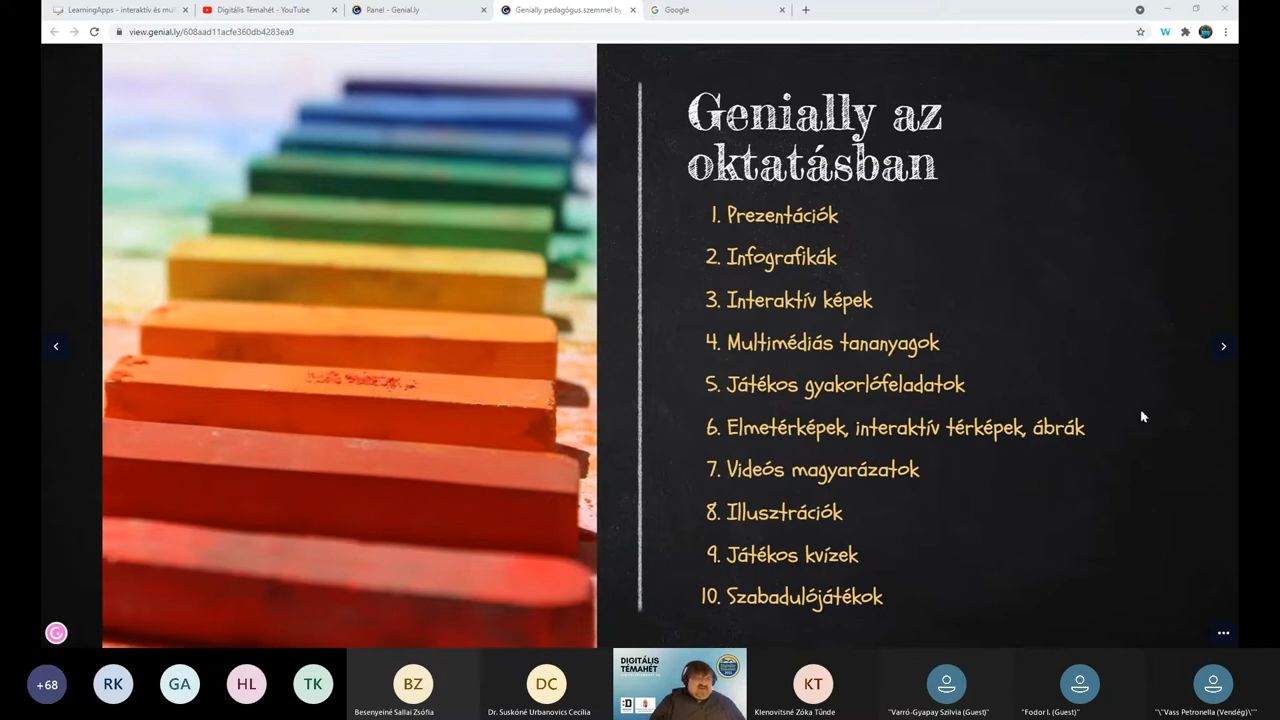 LearningApps - interaktív és mu
Digitális Témahét - YouTube
Panel - Genial.ly
Genially pedagógus szemmel by
Google
view.genial.ly/608aad11acfe360db4283ea9
Genially az
oktatásban
1. Prezentációk
2. Infografikák
3. Interaktív képek
4. Multimédiás tananyagok
5. Játékos gyakorlófeladatok
6. Elmetérképek, interaktív térképek, ábrák
7. Videós magyarázatok
8. Illusztrációk
9. Játékos kvízek
10. Szabadulójátékok
+68
RK
GA
HL
TK
BZ
Besenyeiné Sallai Zsófia
DC
Dr. Suskóné Urbanovics Cecília
DIGITÁLIS
TÉMAHÉT
KT
Klenovitsné Zóka Tünde
"Varró-Gyapay Szilvia (Guest)"
"Fodor I. (Guest)"
"\"Vass Petronella (Vendég)\""